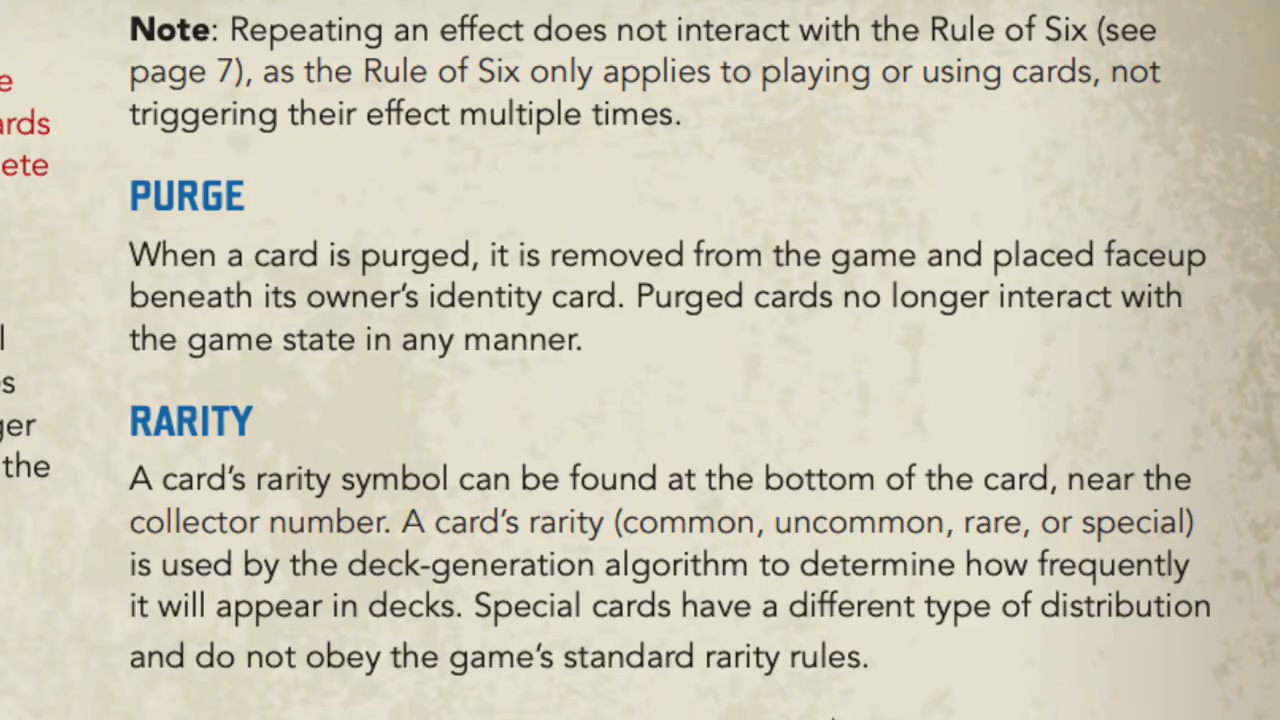 Note: Repeating an effect does not interact with the Rule of Six (see
page 7), as the Rule of Six only applies to playing or using cards, not
triggering their effect multiple times.
PURGE
When a card is purged, it is removed from the game and placed faceup
beneath its owner’s identity card. Purged cards no longer interact with
the game state in any manner.
RARITY
A card’s rarity symbol can be found at the bottom of the card, near the
collector number. A card’s rarity (common, uncommon, rare, or special)
is used by the deck-generation algorithm to determine how frequently
it will appear in decks. Special cards have a different type of distribution
and do not obey the game’s standard rarity rules.
the